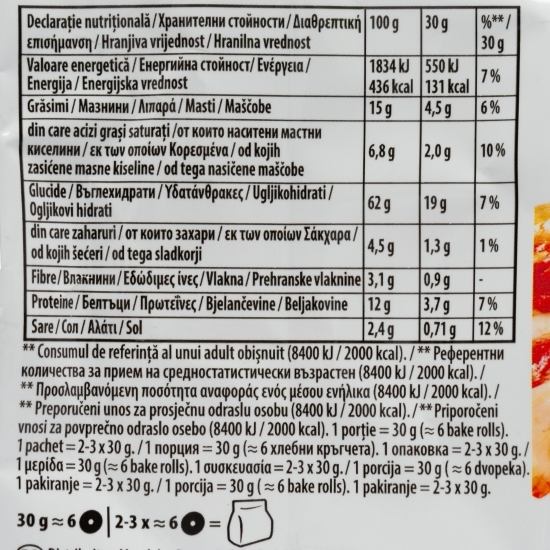 Declarație nutrițională / Хранителни стойности / Διαθρεπτική 100 g 30 g %** /
επισήμανση / Hranjiva vrijednost / Hranilna vrednost 30 g
Valoare energetică / Енергийна стойност/ Ενέργεια / 1834 kJ 550 kJ 7%
Energija / Energijska vrednost 436 kcal 131 kcal
Grăsimi / Мазнини / Λιπαρά / Masti / Maščobe 15 g 4,5 g 6%
din care acizi grași saturați /от които наситени мастни
киселини / εκ των οποίων Κορεσμένα / od kojih 6,8 g 2,0 g 10%
zasićene masne kiseline / od tega nasičene maščobe
Glucide / Въглехидрати / Υδατάνθρακες / Ugljikohidrati / 62 g 19 g 7%
Ogljikovi hidrati
din care zaharuri / от които захари / εκ των οποίων Σάκχαρα / 4,5 g 1,3 g 1%
od kojih šećeri / od tega sladkorji
Fibre / Влакнини / Εδώδιμες ίνες / Vlakna / Prehranske vlaknine 3,1 g 0,9 g -
Proteine / Белтъци / Πρωτεΐνες / Bjelančevine / Beljakovine 12 g 3,7 g 7%
Sare / Сол / Αλάτι / Sol 2,4 g 0,71 g 12%
** Consumul de referință al unui adult obișnuit (8400 kJ / 2000 kcal). / ** Референтни
количества за прием на средностатистически възрастен (8400 kJ / 2000 kcal). /
** Προσλαμβανόμενη ποσότητα αναφοράς ενός μέσου ενήλικα (8400 kJ / 2000 kcal). /
** Preporučeni unos za prosječnu odraslu osobu (8400 kJ / 2000 kcal). / ** Priporočeni
vnosi za povprečno odraslo osebo (8400 kJ / 2000 kcal). 1 porție = 30 g (≈ 6 bake rolls).
1 pachet = 2-3 x 30 g. / 1 порция = 30 g (≈ 6 хлебни кръгчета). 1 опаковка = 2-3 x 30 g. /
1 μερίδα = 30 g (≈ 6 bake rolls). 1 συσκευασία = 2-3 x 30 g. / 1 porcija = 30 g (≈ 6 dvopeka).
1 pakiranje = 2-3 x 30 g. / 1 porcija = 30 g (≈ 6 bake rolls). 1 pakiranje = 2-3 x 30 g.
30 g ≈ 6 | 2-3 x ≈ 6 =